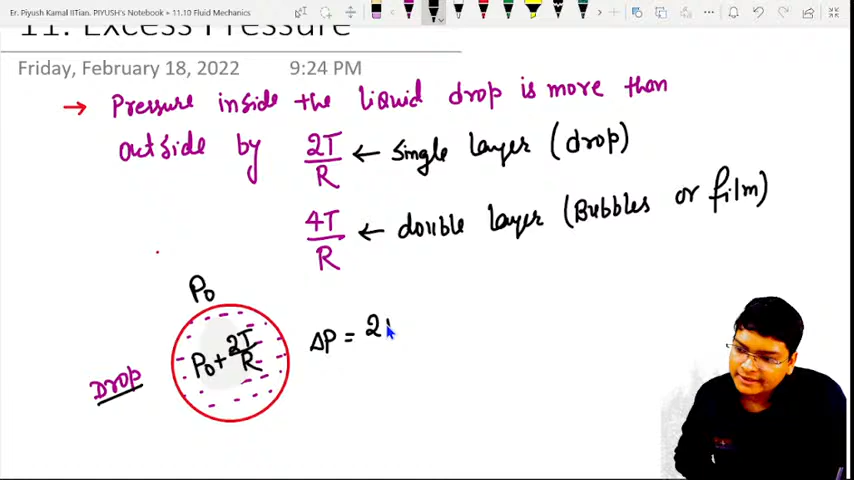 Er. Piyush Kamal IITian. PIYUSH's Notebook » 11.10 Fluid Mechanics
11. Excess Pressure
Friday, February 18, 2022 9:24 PM
→ Pressure inside the liquid drop is more than
outside by 2T/R ← single layer (drop)
4T/R ← double layer (Bubbles or film)
P₀
P₀+2T/R
ΔP = 2
Drop